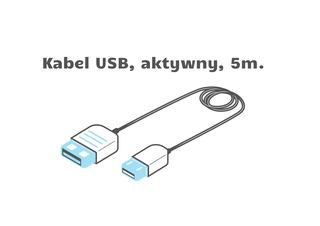 Kabel USB, aktywny, 5m.